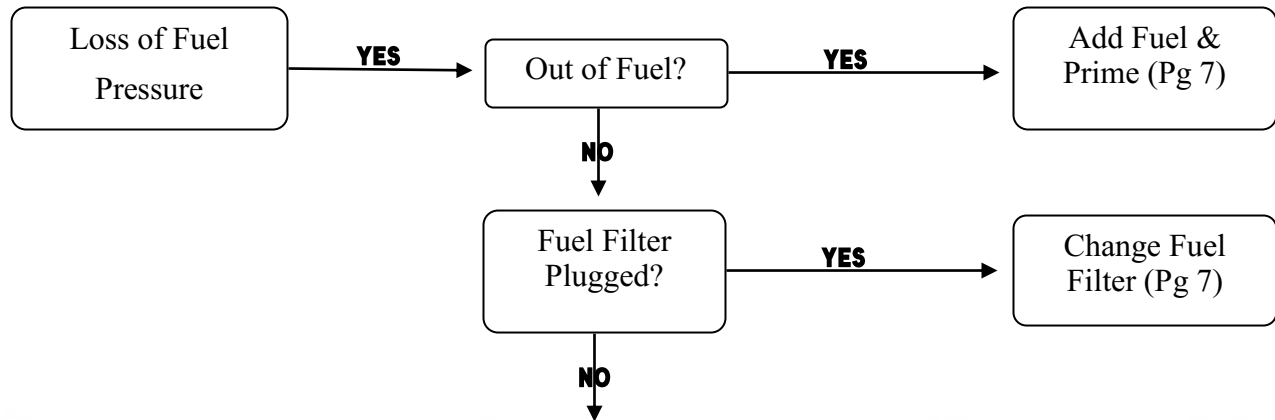 Loss of Fuel
Pressure
YES
Out of Fuel?
YES
Add Fuel &
Prime (Pg 7)
NO
Fuel Filter
Plugged?
YES
Change Fuel
Filter (Pg 7)
NO